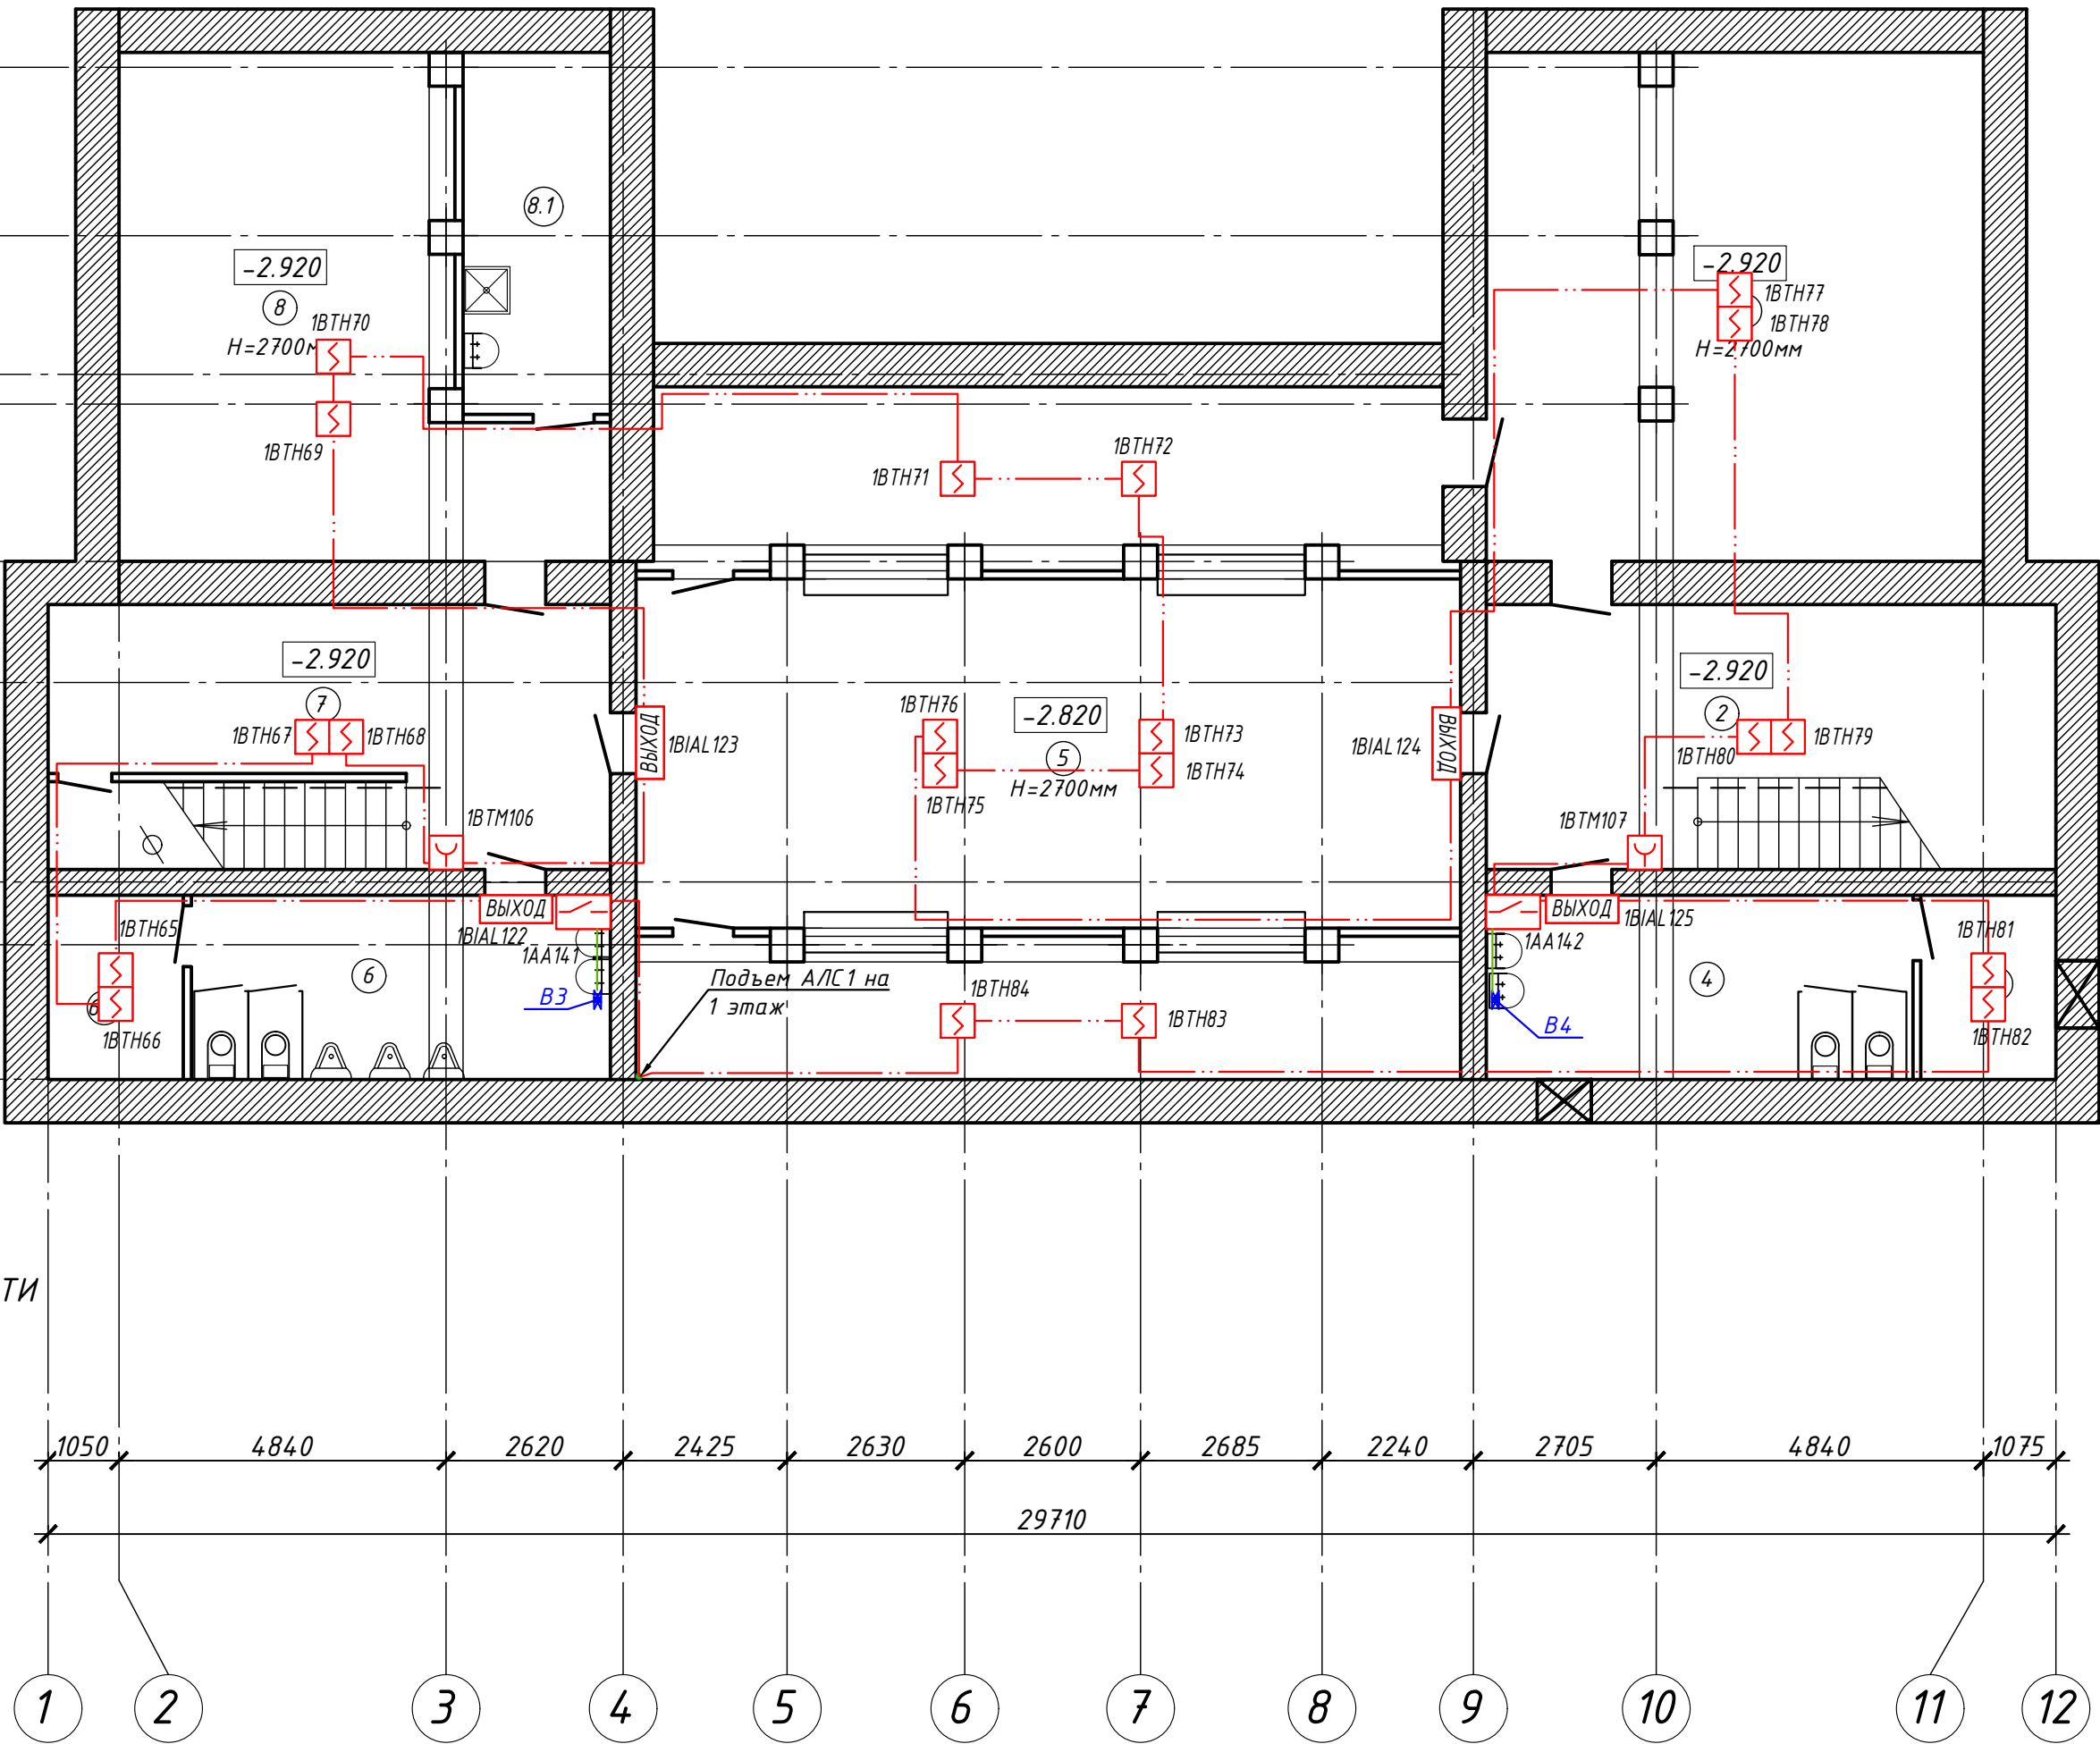 8.1
-2.920
8
1BTH70
H=2700м
1BTH69
-2.920
1BTH77
1BTH78
H=2700мм
1BTH71
1BTH72
-2.920
7
1BTH67
1BTH68
ВЫХОД
1BIAL123
1BTH76
-2.820
5
H=2700мм
1BTH75
1BTH73
1BTH74
1BIAL124
ВЫХОД
-2.920
2
1BTH80
1BTH79
1BTM106
1BTM107
1BTH65
6
1BTH66
6
ВЫХОД
1BIAL122
1AA141
B3
Подъем АЛС1 на
1 этаж
1BTH84
1BTH83
ВЫХОД
1BIAL125
1AA142
B4
4
1BTH81
1BTH82
ТИ
1050 4840 2620 2425 2630 2600 2685 2240 2705 4840 1075
29710
1 2 3 4 5 6 7 8 9 10 11 12